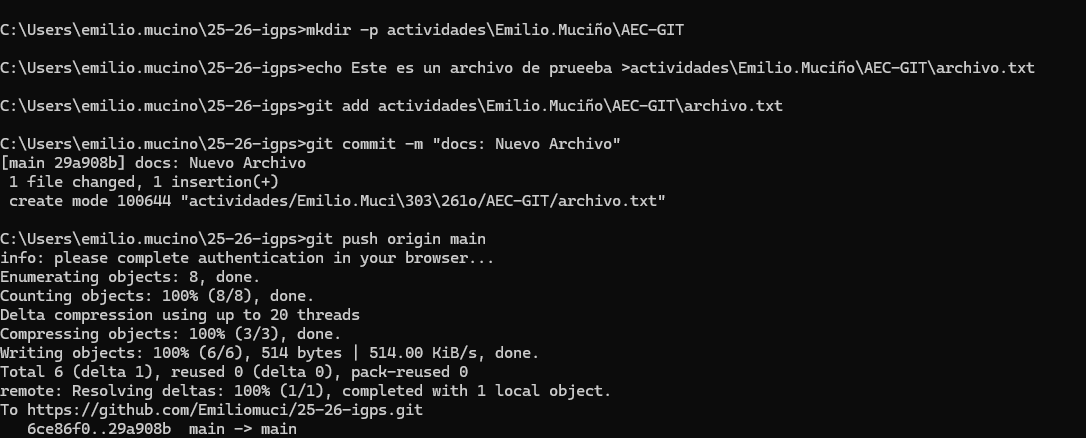 C:\Users\emilio.mucino\25-26-igps>mkdir -p actividades\Emilio.Muciño\AEC-GIT
C:\Users\emilio.mucino\25-26-igps>echo Este es un archivo de prueeba >actividades\Emilio.Muciño\AEC-GIT\archivo.txt
C:\Users\emilio.mucino\25-26-igps>git add actividades\Emilio.Muciño\AEC-GIT\archivo.txt
C:\Users\emilio.mucino\25-26-igps>git commit -m "docs: Nuevo Archivo"
[main 29a908b] docs: Nuevo Archivo
 1 file changed, 1 insertion(+)
 create mode 100644 "actividades/Emilio.Muci\303\261o/AEC-GIT/archivo.txt"
C:\Users\emilio.mucino\25-26-igps>git push origin main
info: please complete authentication in your browser...
Enumerating objects: 8, done.
Counting objects: 100% (8/8), done.
Delta compression using up to 20 threads
Compressing objects: 100% (3/3), done.
Writing objects: 100% (6/6), 514 bytes | 514.00 KiB/s, done.
Total 6 (delta 1), reused 0 (delta 0), pack-reused 0
remote: Resolving deltas: 100% (1/1), completed with 1 local object.
To https://github.com/Emiliomuci/25-26-igps.git
   6ce86f0..29a908b  main -> main